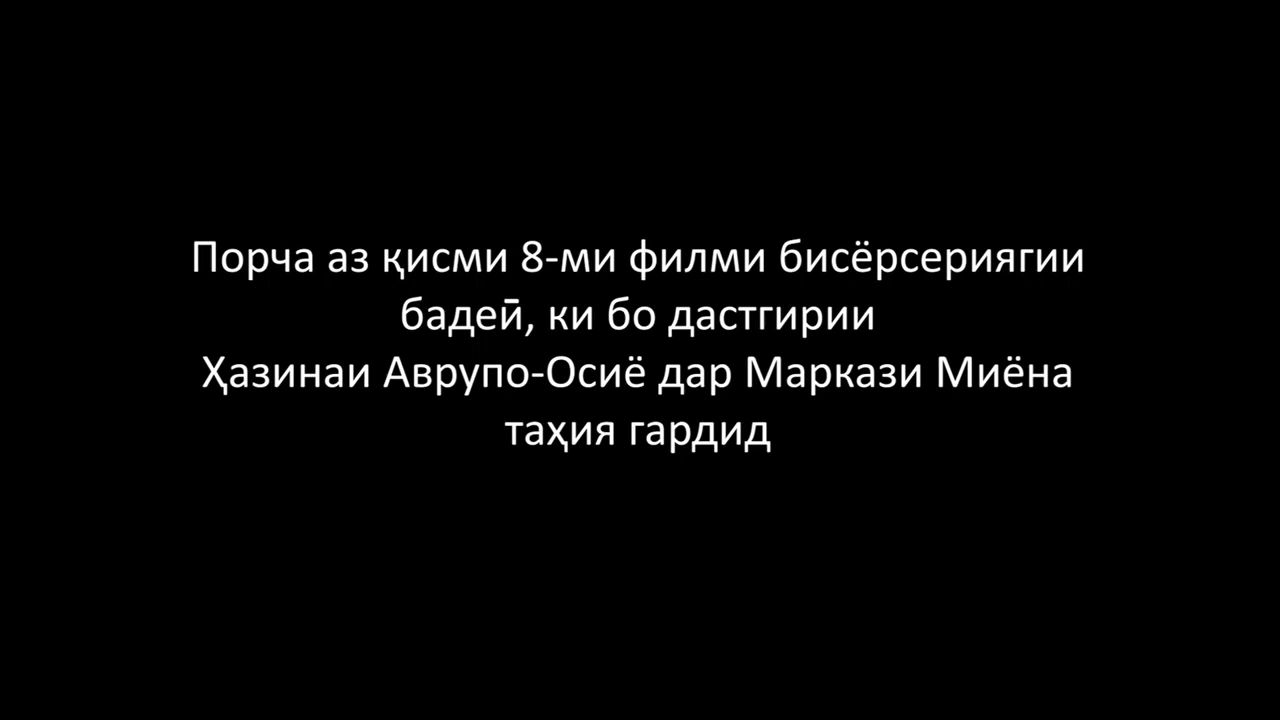 Порча аз қисми 8-ми филми бисёрсериягии
бадеӣ, ки бо дастгирии
Ҳазинаи Аврупо-Осиё дар Маркази Миёна
таҳия гардид